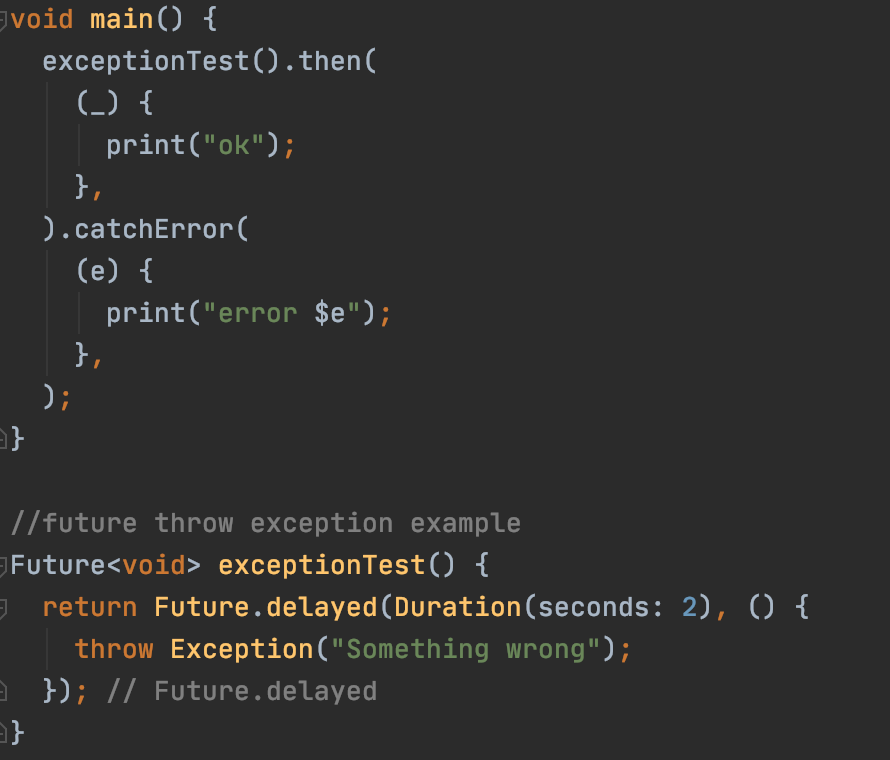 void main() {
  exceptionTest().then(
    (_) {
      print("ok");
    },
  ).catchError(
    (e) {
      print("error $e");
    },
  );
}

//future throw exception example
Future<void> exceptionTest() {
  return Future.delayed(Duration(seconds: 2), () {
    throw Exception("Something wrong");
  }); // Future.delayed
}